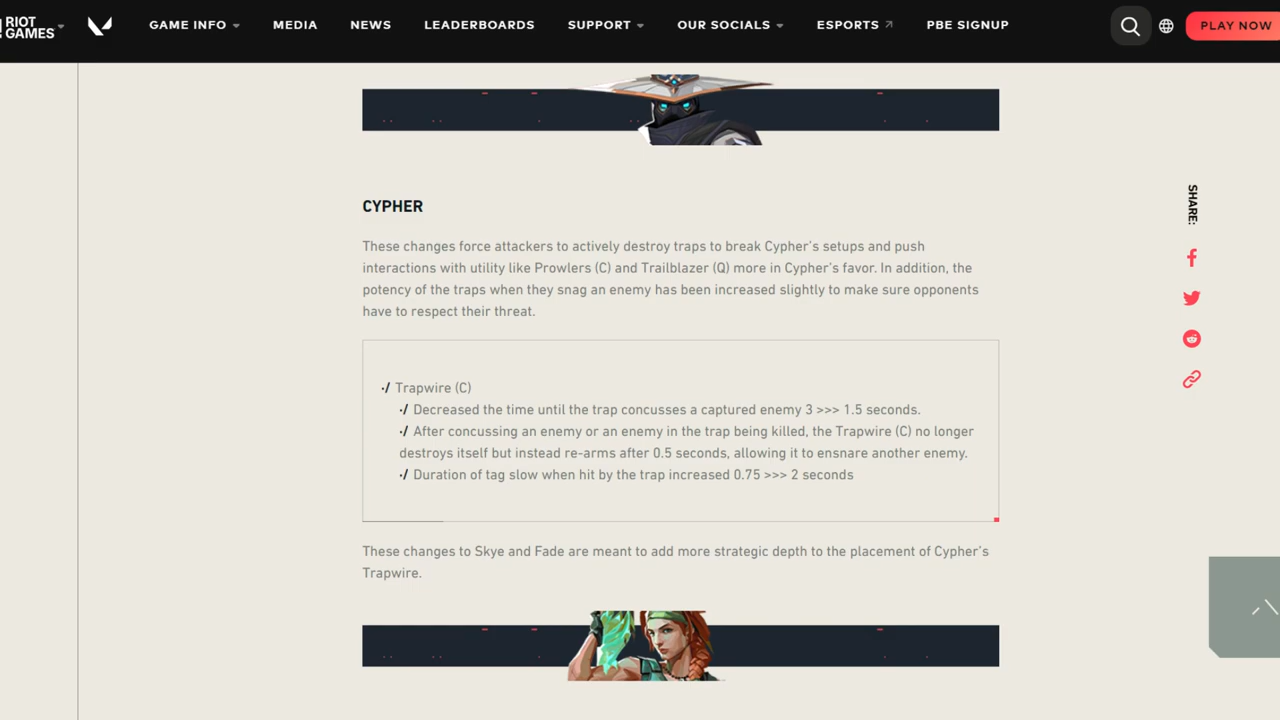 RIOT GAMES
GAME INFO MEDIA NEWS LEADERBOARDS SUPPORT OUR SOCIALS ESPORTS PBE SIGNUP PLAY NOW
SHARE:
CYPHER
These changes force attackers to actively destroy traps to break Cypher's setups and push
interactions with utility like Prowlers (C) and Trailblazer (Q) more in Cypher's favor. In addition, the
potency of the traps when they snag an enemy has been increased slightly to make sure opponents
have to respect their threat.
·/ Trapwire (C)
·/ Decreased the time until the trap concusses a captured enemy 3 >>> 1.5 seconds.
·/ After concussing an enemy or an enemy in the trap being killed, the Trapwire (C) no longer
destroys itself but instead re-arms after 0.5 seconds, allowing it to ensnare another enemy.
·/ Duration of tag slow when hit by the trap increased 0.75 >>> 2 seconds
These changes to Skye and Fade are meant to add more strategic depth to the placement of Cypher's
Trapwire.